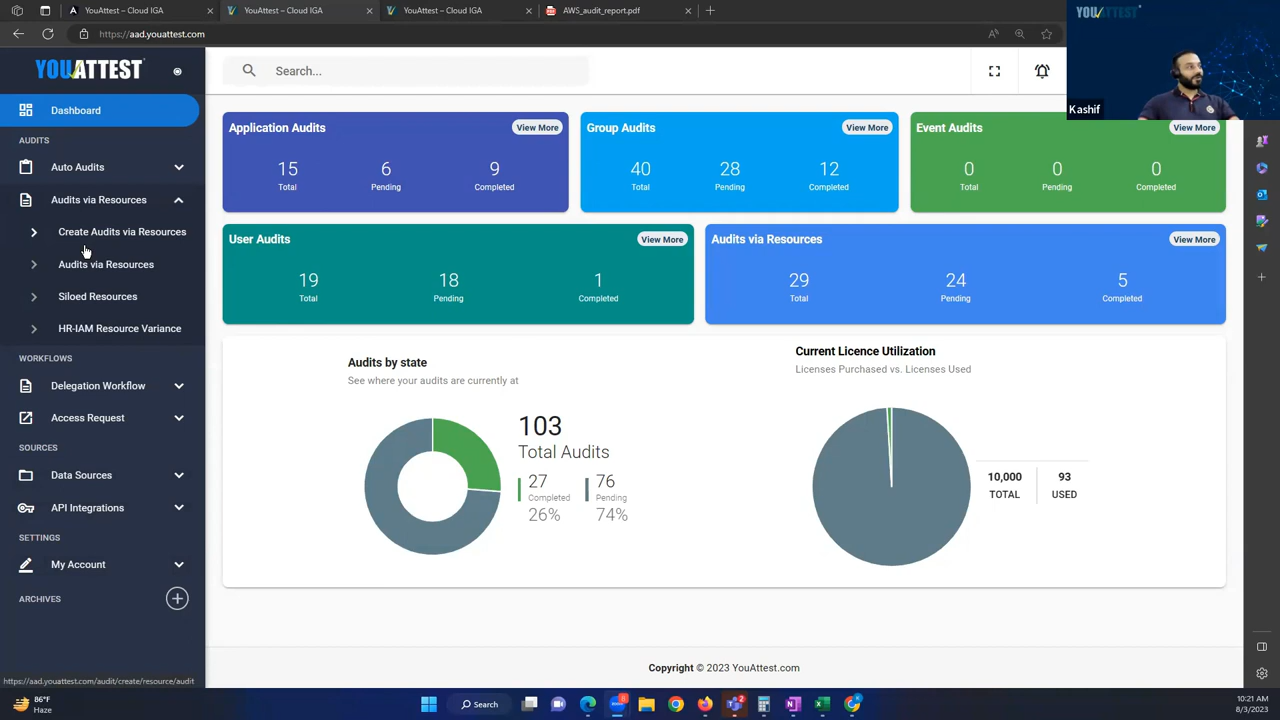 YouAttest – Cloud IGA
YouAttest – Cloud IGA
YouAttest – Cloud IGA
AWS_audit_report.pdf
https://aad.youattest.com
YOUATTEST
Kashif
YOUATTEST
Search...
Dashboard
AUDITS
Auto Audits
Audits via Resources
Create Audits via Resources
Audits via Resources
Siloed Resources
HR-IAM Resource Variance
WORKFLOWS
Delegation Workflow
Access Request
SOURCES
Data Sources
API Integrations
SETTINGS
My Account
ARCHIVES
Application Audits View More
15 6 9
Total Pending Completed
Group Audits View More
40 28 12
Total Pending Completed
Event Audits View More
0 0 0
Total Pending Completed
User Audits View More
19 18 1
Total Pending Completed
Audits via Resources View More
29 24 5
Total Pending Completed
Audits by state
See where your audits are currently at
103
Total Audits
27 76
Completed Pending
26% 74%
Current Licence Utilization
Licenses Purchased vs. Licenses Used
10,000 93
TOTAL USED
Copyright © 2023 YouAttest.com
https://aad.youattest.com/audit/create/resource/audit
86°F
Haze
Search
10:21 AM
8/3/2023